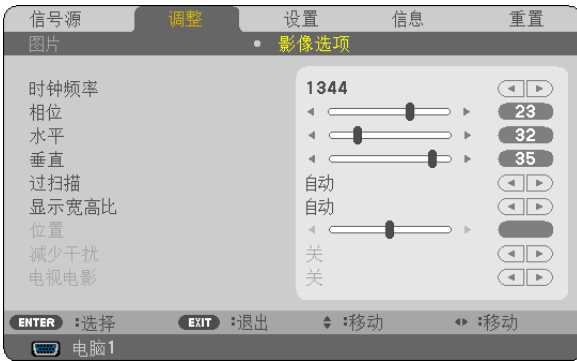 信号源 调整 设置 信息 重置
图片 • 影像选项
时钟频率 1344
相位 23
水平 32
垂直 35
过扫描 自动
显示宽高比 自动
位置
减少干扰 关
电视电影 关
ENTER :选择 EXIT :退出 :移动 :移动
电脑1